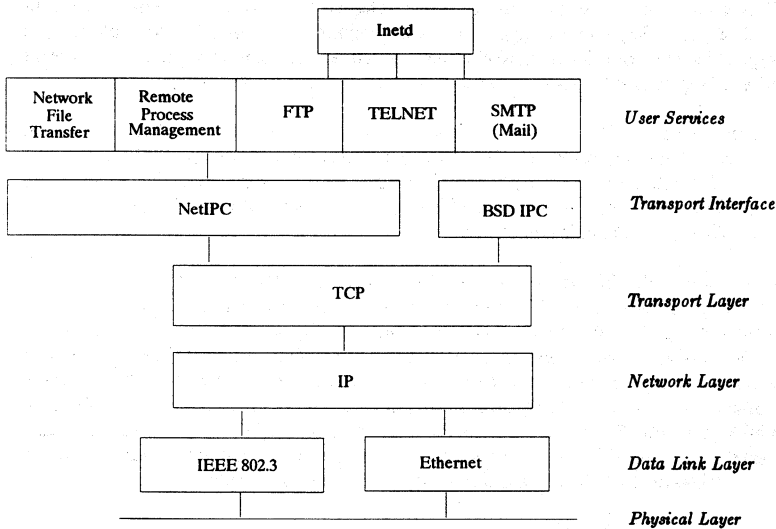 Inetd
Network
File
Transfer
Remote
Process
Management
FTP
TELNET
SMTP
(Mail)
User Services
NetIPC
BSD IPC
Transport Interface
TCP
Transport Layer
IP
Network Layer
IEEE 802.3
Ethernet
Data Link Layer
Physical Layer